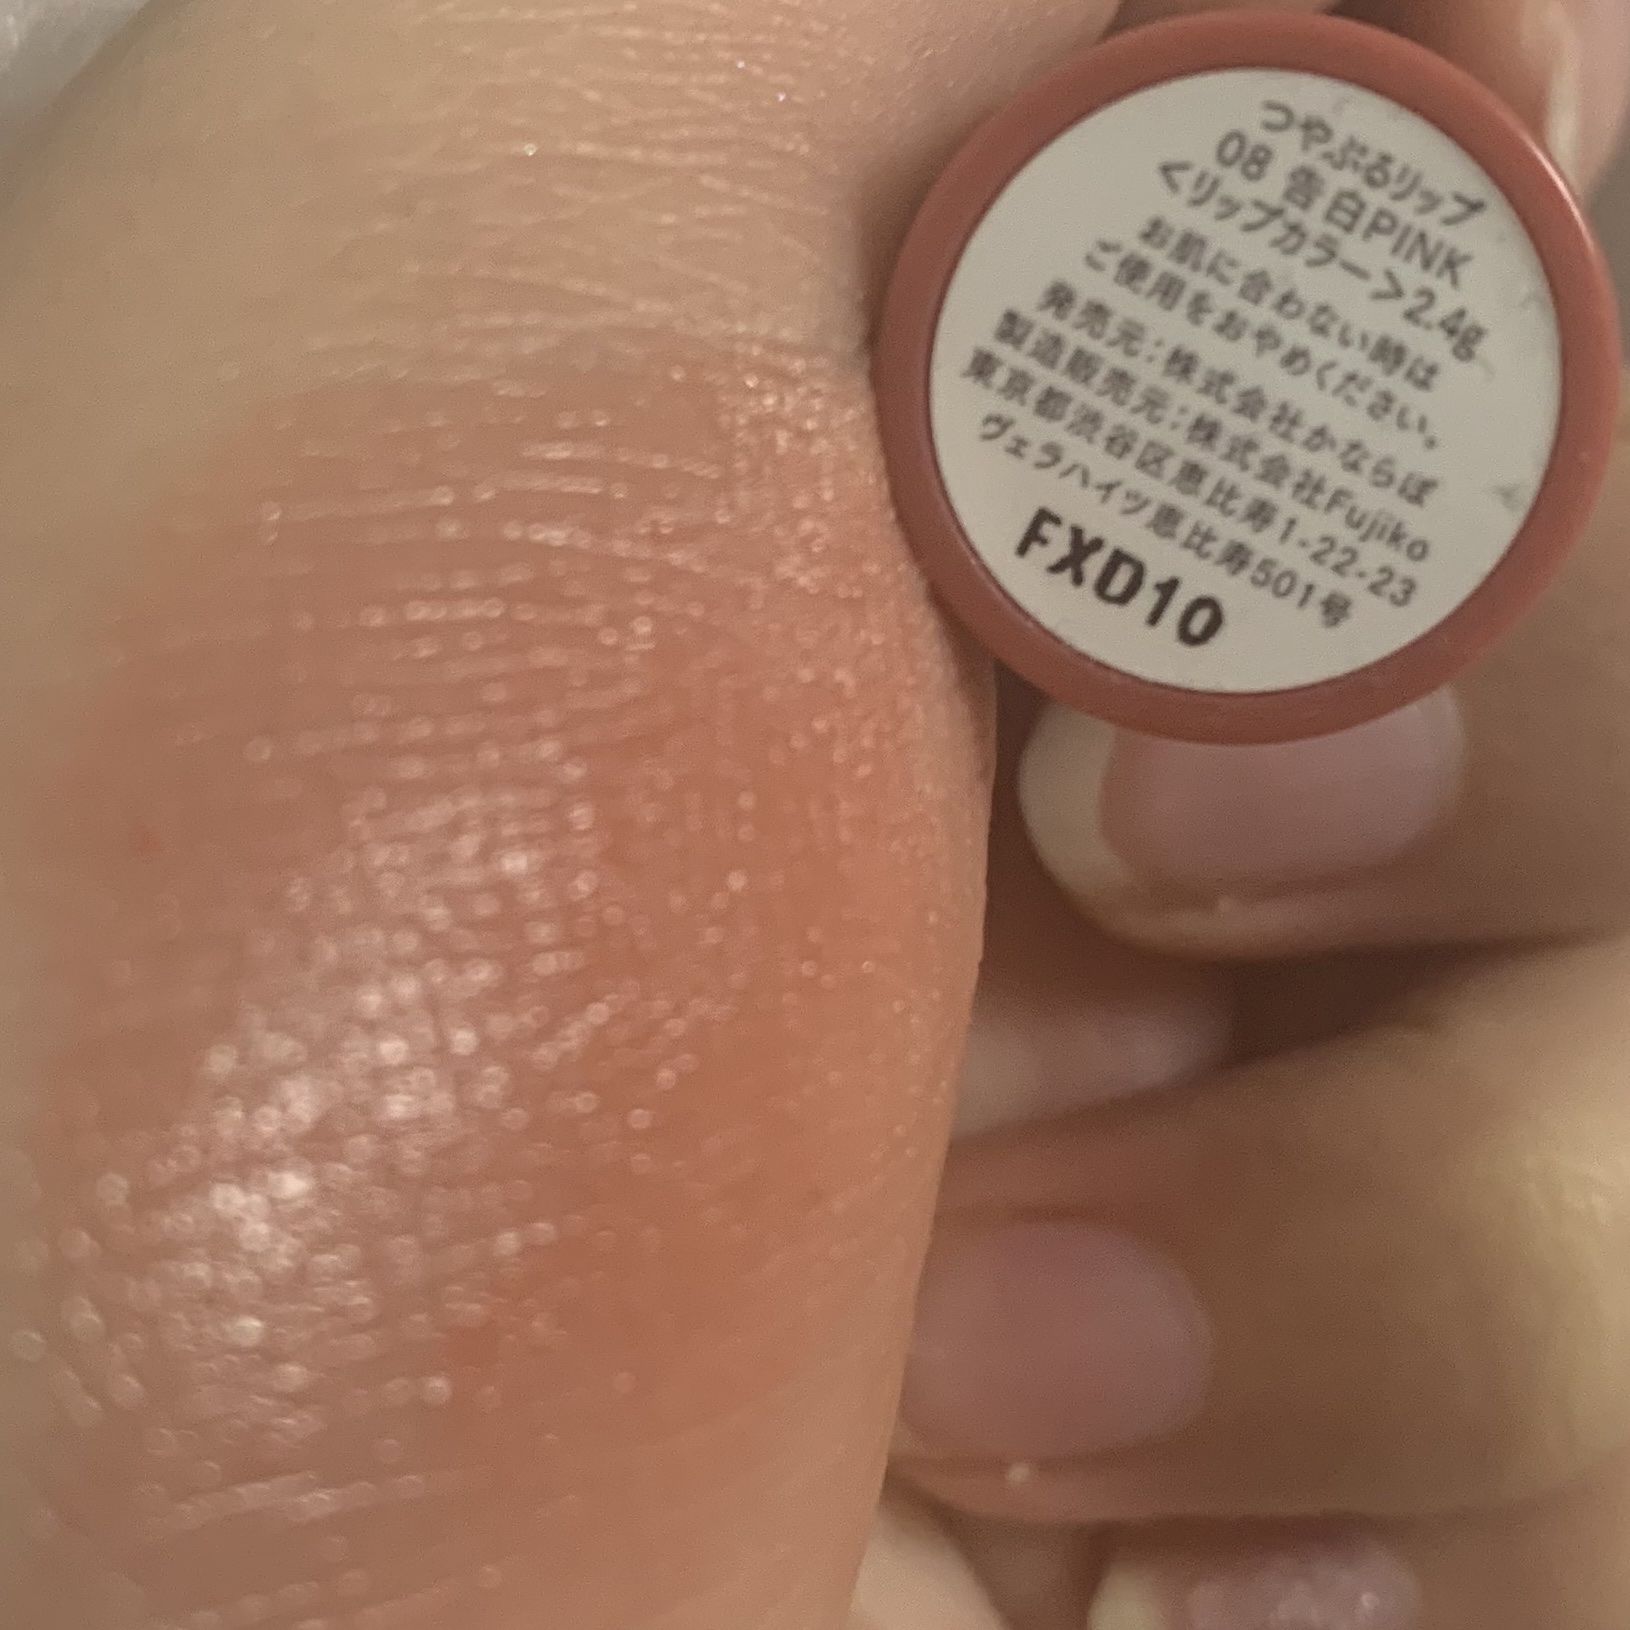 つやぷるリップ
08 告白PINK
<リップカラー>2.4g
お肌に合わない時は
ご使用をおやめください。
発売元:株式会社かならぼ
製造販売元:株式会社Fujiko
東京都渋谷区恵比寿1-22-23
ヴェラハイツ恵比寿501号
FXD10